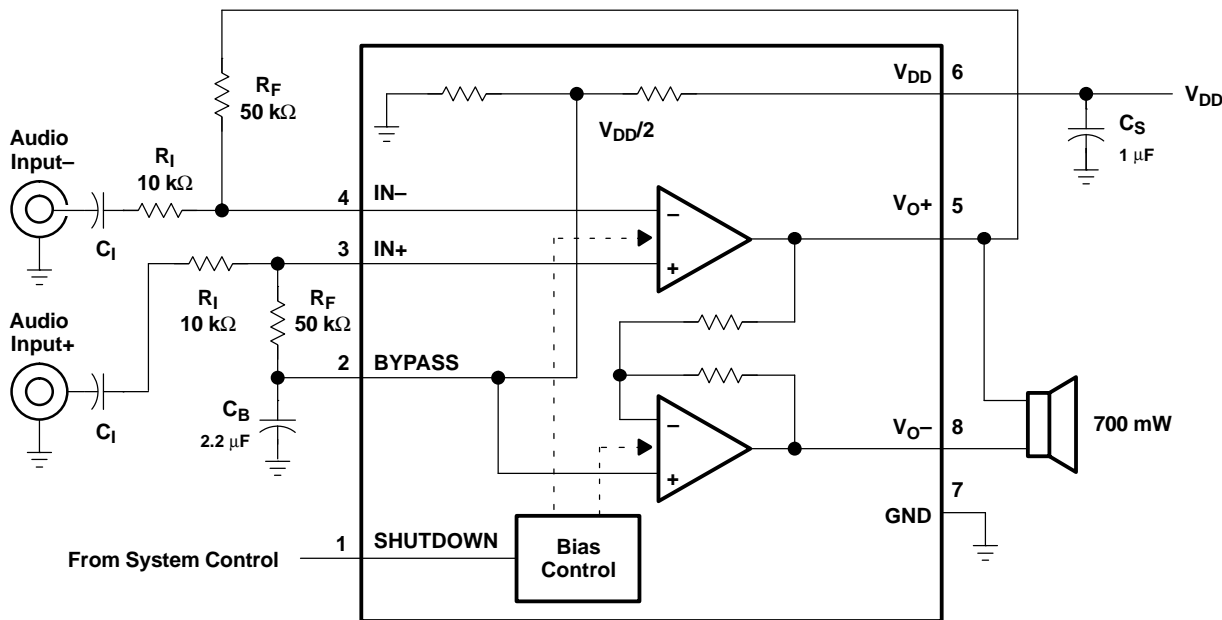 V_DD 6
R_F
50 kΩ
V_DD/2
V_DD
C_S
1 μF
Audio
Input–
R_I
10 kΩ
4 IN–
–
V_O+ 5
C_I
3 IN+
+
R_I
10 kΩ
R_F
50 kΩ
Audio
Input+
2 BYPASS
C_B
2.2 μF
C_I
–
V_O– 8
700 mW
+
7
GND
1 SHUTDOWN
From System Control
Bias
Control